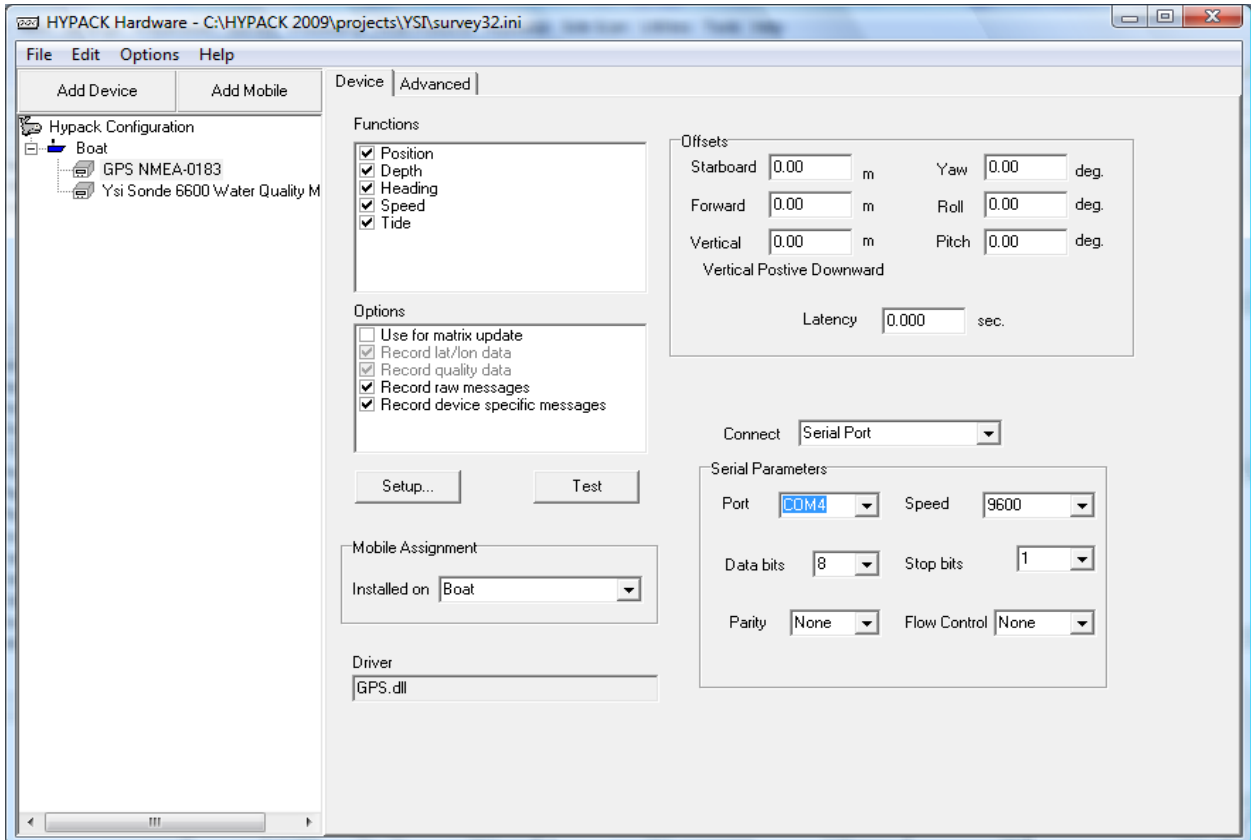 HYPACK Hardware - C:\HYPACK 2009\projects\YSI\survey32.ini
File Edit Options Help
Add Device Add Mobile
Hypack Configuration
Boat
GPS NMEA-0183
Ysi Sonde 6600 Water Quality M
Device Advanced
Functions
Position
Depth
Heading
Speed
Tide
Options
Use for matrix update
Record lat/lon data
Record quality data
Record raw messages
Record device specific messages
Setup... Test
Mobile Assignment
Installed on Boat
Driver
GPS.dll
Offsets
Starboard 0.00 m Yaw 0.00 deg.
Forward 0.00 m Roll 0.00 deg.
Vertical 0.00 m Pitch 0.00 deg.
Vertical Postive Downward
Latency 0.000 sec.
Connect Serial Port
Serial Parameters
Port COM4 Speed 9600
Data bits 8 Stop bits 1
Parity None Flow Control None